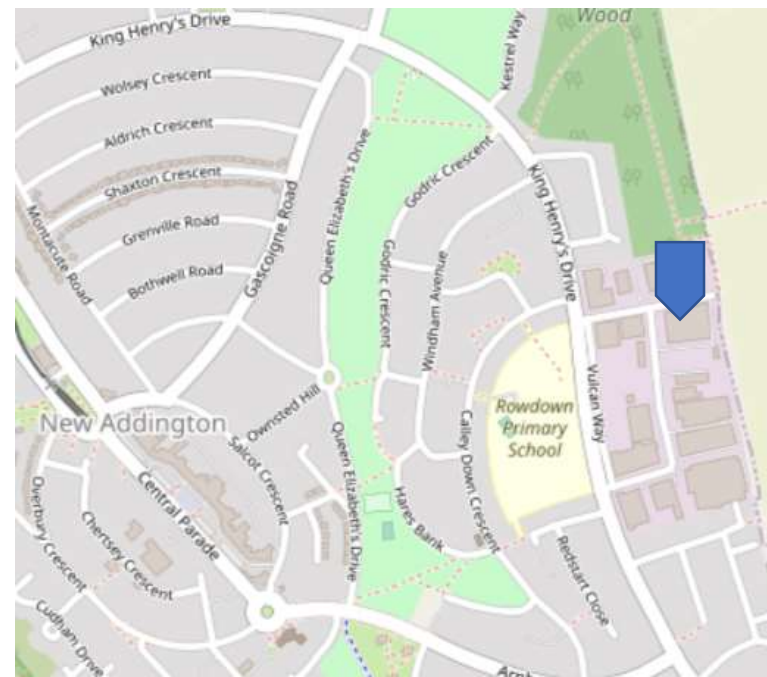 Wood
King Henry's Drive
Kestrel Way
Wolsey Crescent
Aldrich Crescent
Shaxton Crescent
Queen Elizabeth's Drive
Godric Crescent
King Henry's Drive
Montacute Road
Grenville Road
Gascoigne Road
Bothwell Road
Godric Crescent
Windham Avenue
Vulcan Way
Ownsted Hill
Rowdown
Primary
School
New Addington
Salcot Crescent
Calley Down Crescent
Queen Elizabeth's Drive
Central Parade
Overbury Crescent
Chertsey Crescent
Hares Bank
Redstart Close
Cudham Drive